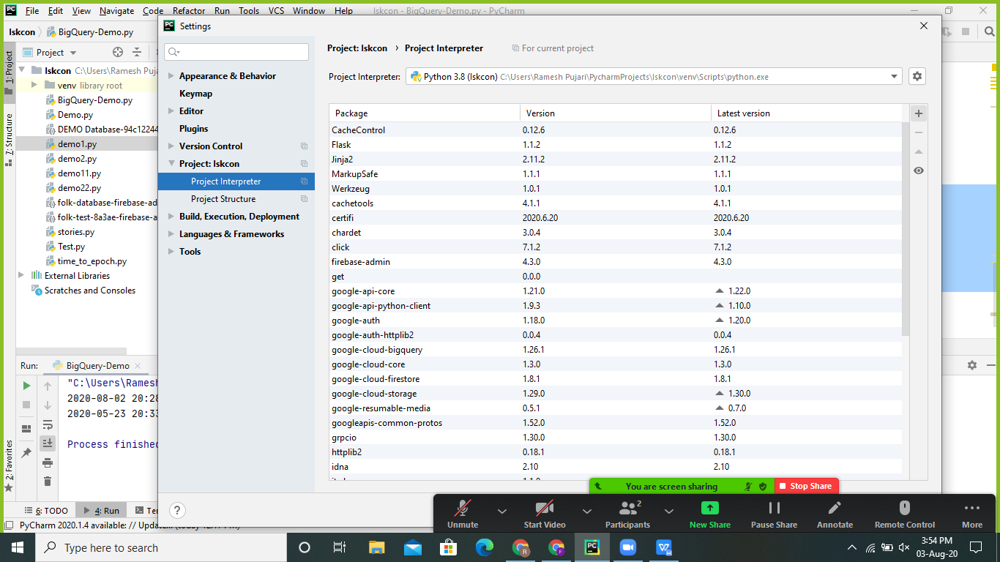 File Edit View Navigate Code Refactor Run Tools VCS Window Help Iskcon - BigQuery-Demo.py - PyCharm
Iskcon BigQuery-Demo.py
Settings
1: Project
7: Structure
2: Favorites
Project
Iskcon C:\Users\Ramesh Puja
venv library root
BigQuery-Demo.py
Demo.py
DEMO Database-94c12244
demo1.py
demo2.py
demo11.py
demo22.py
folk-database-firebase-ad
folk-test-8a3ae-firebase-a
stories.py
Test.py
time_to_epoch.py
External Libraries
Scratches and Consoles
Appearance & Behavior
Keymap
Editor
Plugins
Version Control
Project: Iskcon
Project Interpreter
Project Structure
Build, Execution, Deployment
Languages & Frameworks
Tools
Project: Iskcon › Project Interpreter For current project
Project Interpreter: Python 3.8 (Iskcon) C:\Users\Ramesh Pujari\PycharmProjects\Iskcon\venv\Scripts\python.exe
Package Version Latest version
CacheControl 0.12.6 0.12.6
Flask 1.1.2 1.1.2
Jinja2 2.11.2 2.11.2
MarkupSafe 1.1.1 1.1.1
Werkzeug 1.0.1 1.0.1
cachetools 4.1.1 4.1.1
certifi 2020.6.20 2020.6.20
chardet 3.0.4 3.0.4
click 7.1.2 7.1.2
firebase-admin 4.3.0 4.3.0
get 0.0.0
google-api-core 1.21.0 1.22.0
google-api-python-client 1.9.3 1.10.0
google-auth 1.18.0 1.20.0
google-auth-httplib2 0.0.4 0.0.4
google-cloud-bigquery 1.26.1 1.26.1
google-cloud-core 1.3.0 1.3.0
google-cloud-firestore 1.8.1 1.8.1
google-cloud-storage 1.29.0 1.30.0
google-resumable-media 0.5.1 0.7.0
googleapis-common-protos 1.52.0 1.52.0
grpcio 1.30.0 1.30.0
httplib2 0.18.1 0.18.1
idna 2.10 2.10
Run: BigQuery-Demo
"C:\Users\Ramesh
2020-08-02 20:28
2020-05-23 20:33
Process finished
You are screen sharing Stop Share
6: TODO 4: Run Ter
PyCharm 2020.1.4 available: // Update...
Unmute Start Video Participants 2 New Share Pause Share Annotate Remote Control More
Type here to search
3:54 PM
03-Aug-20